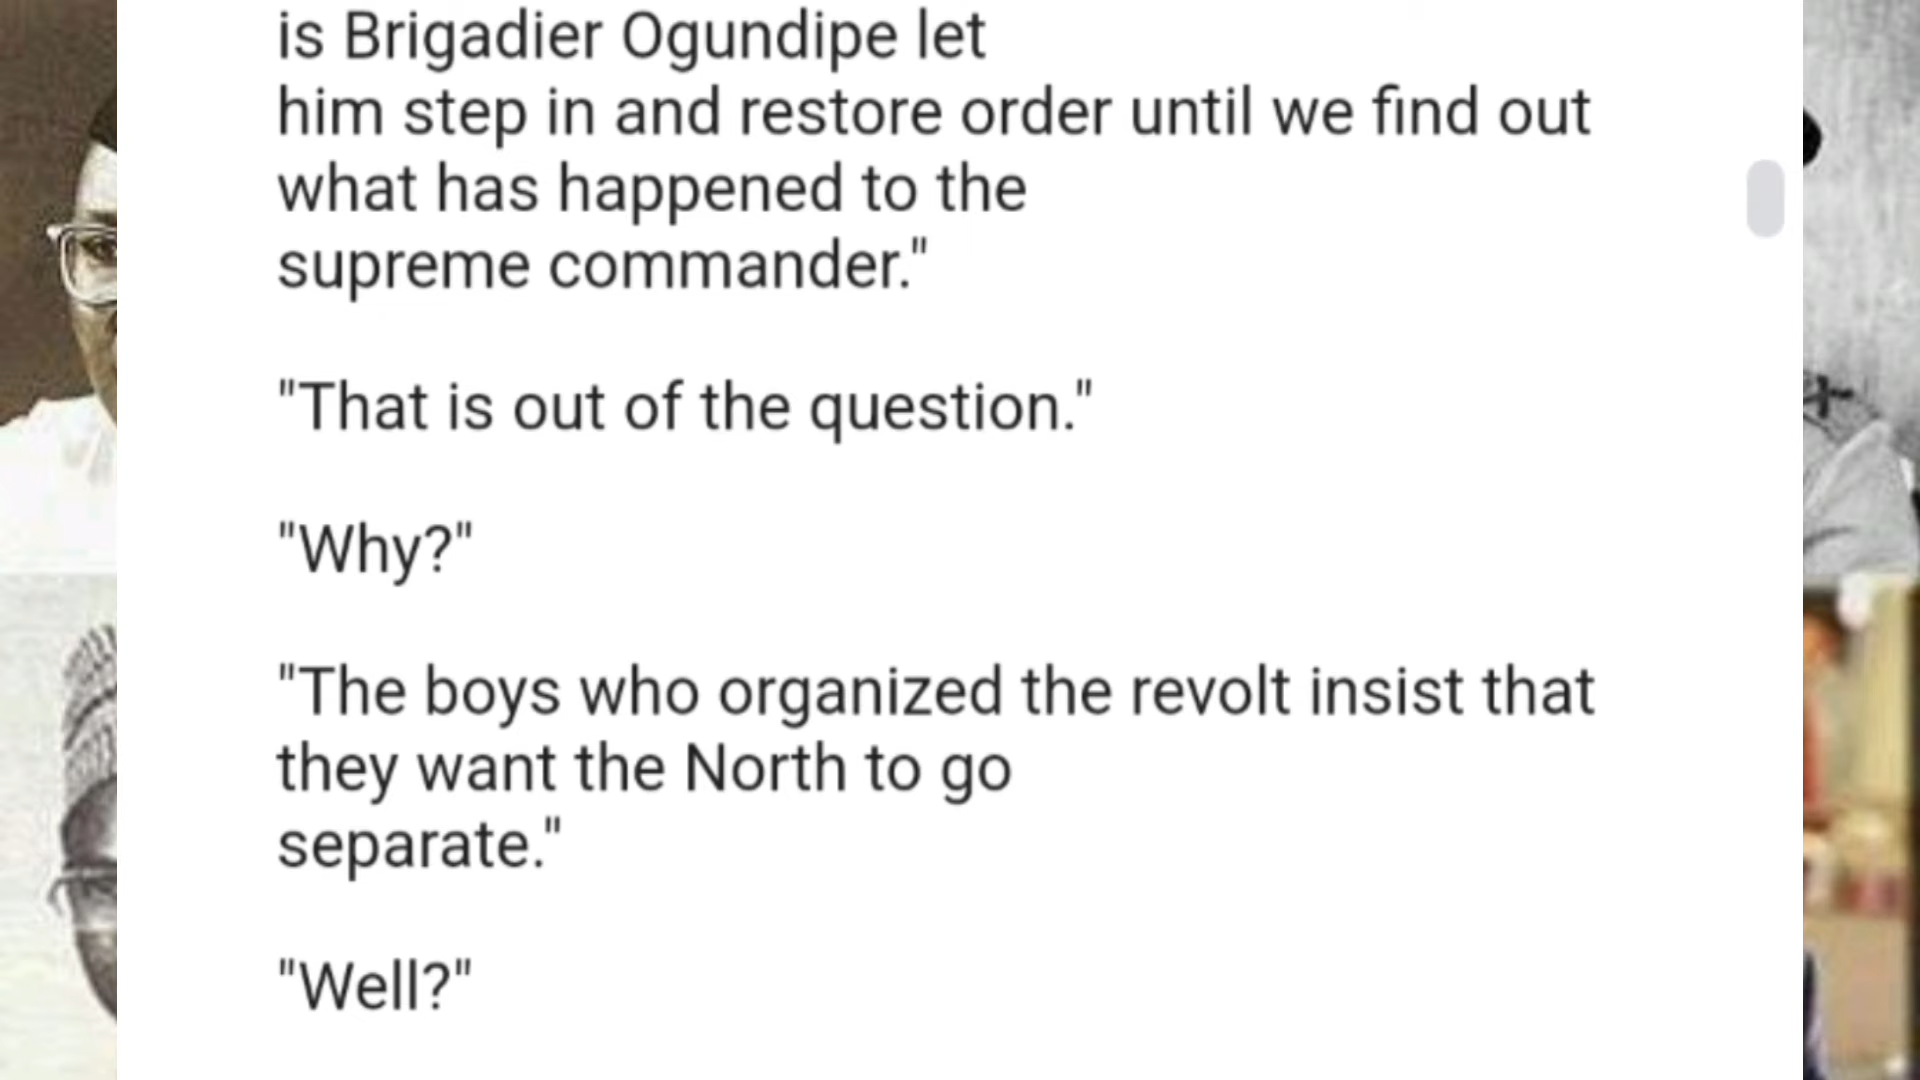 is Brigadier Ogundipe let
him step in and restore order until we find out
what has happened to the
supreme commander."
"That is out of the question."
"Why?"
"The boys who organized the revolt insist that
they want the North to go
separate."
"Well?"